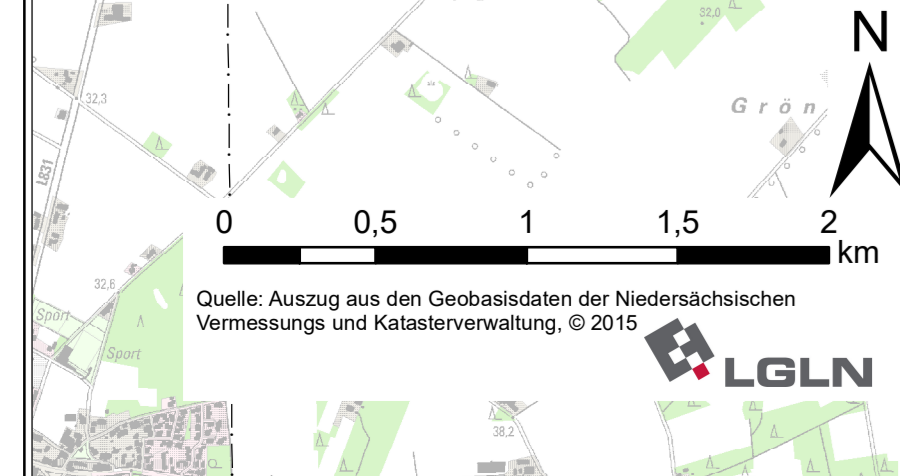 32,0
N
32,3
Grön
L831
0 0,5 1 1,5 2
km
32,6
Quelle: Auszug aus den Geobasisdaten der Niedersächsischen
Vermessungs und Katasterverwaltung, © 2015
Sport
Sport
LGLN
38,2